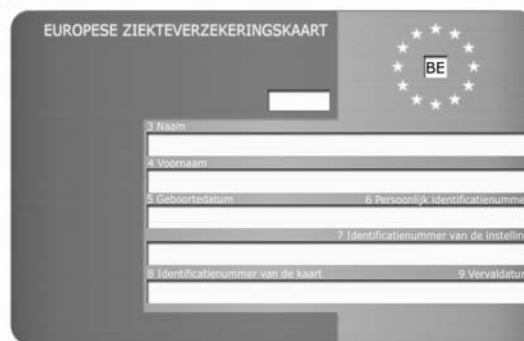 EUROPESE ZIEKTEVERZEKERINGSKAART
BE
3 Naam
4 Voornaam
5 Geboortedatum 6 Persoonlijk identificatienumme
7 Identificatienummer van de instellin
8 Identificatienummer van de kaart 9 Vervaldatu